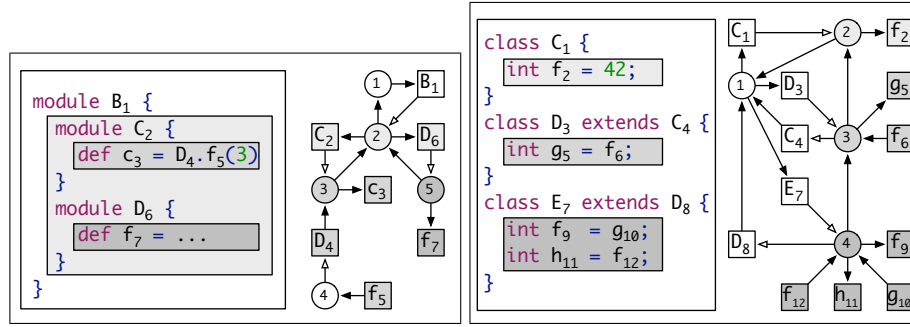 module B₁ {
module C₂ {
def c₃ = D₄.f₅(3)
}
module D₆ {
def f₇ = ...
}
}
1
B₁
C₂
2
D₆
3
c₃
5
D₄
f₇
4
f₅
class C₁ {
int f₂ = 42;
}
class D₃ extends C₄ {
int g₅ = f₆;
}
class E₇ extends D₈ {
int f₉ = g₁₀;
int h₁₁ = f₁₂;
}
C₁
2
f₂
1
D₃
g₅
C₄
3
f₆
E₇
D₈
4
f₉
f₁₂
h₁₁
g₁₀